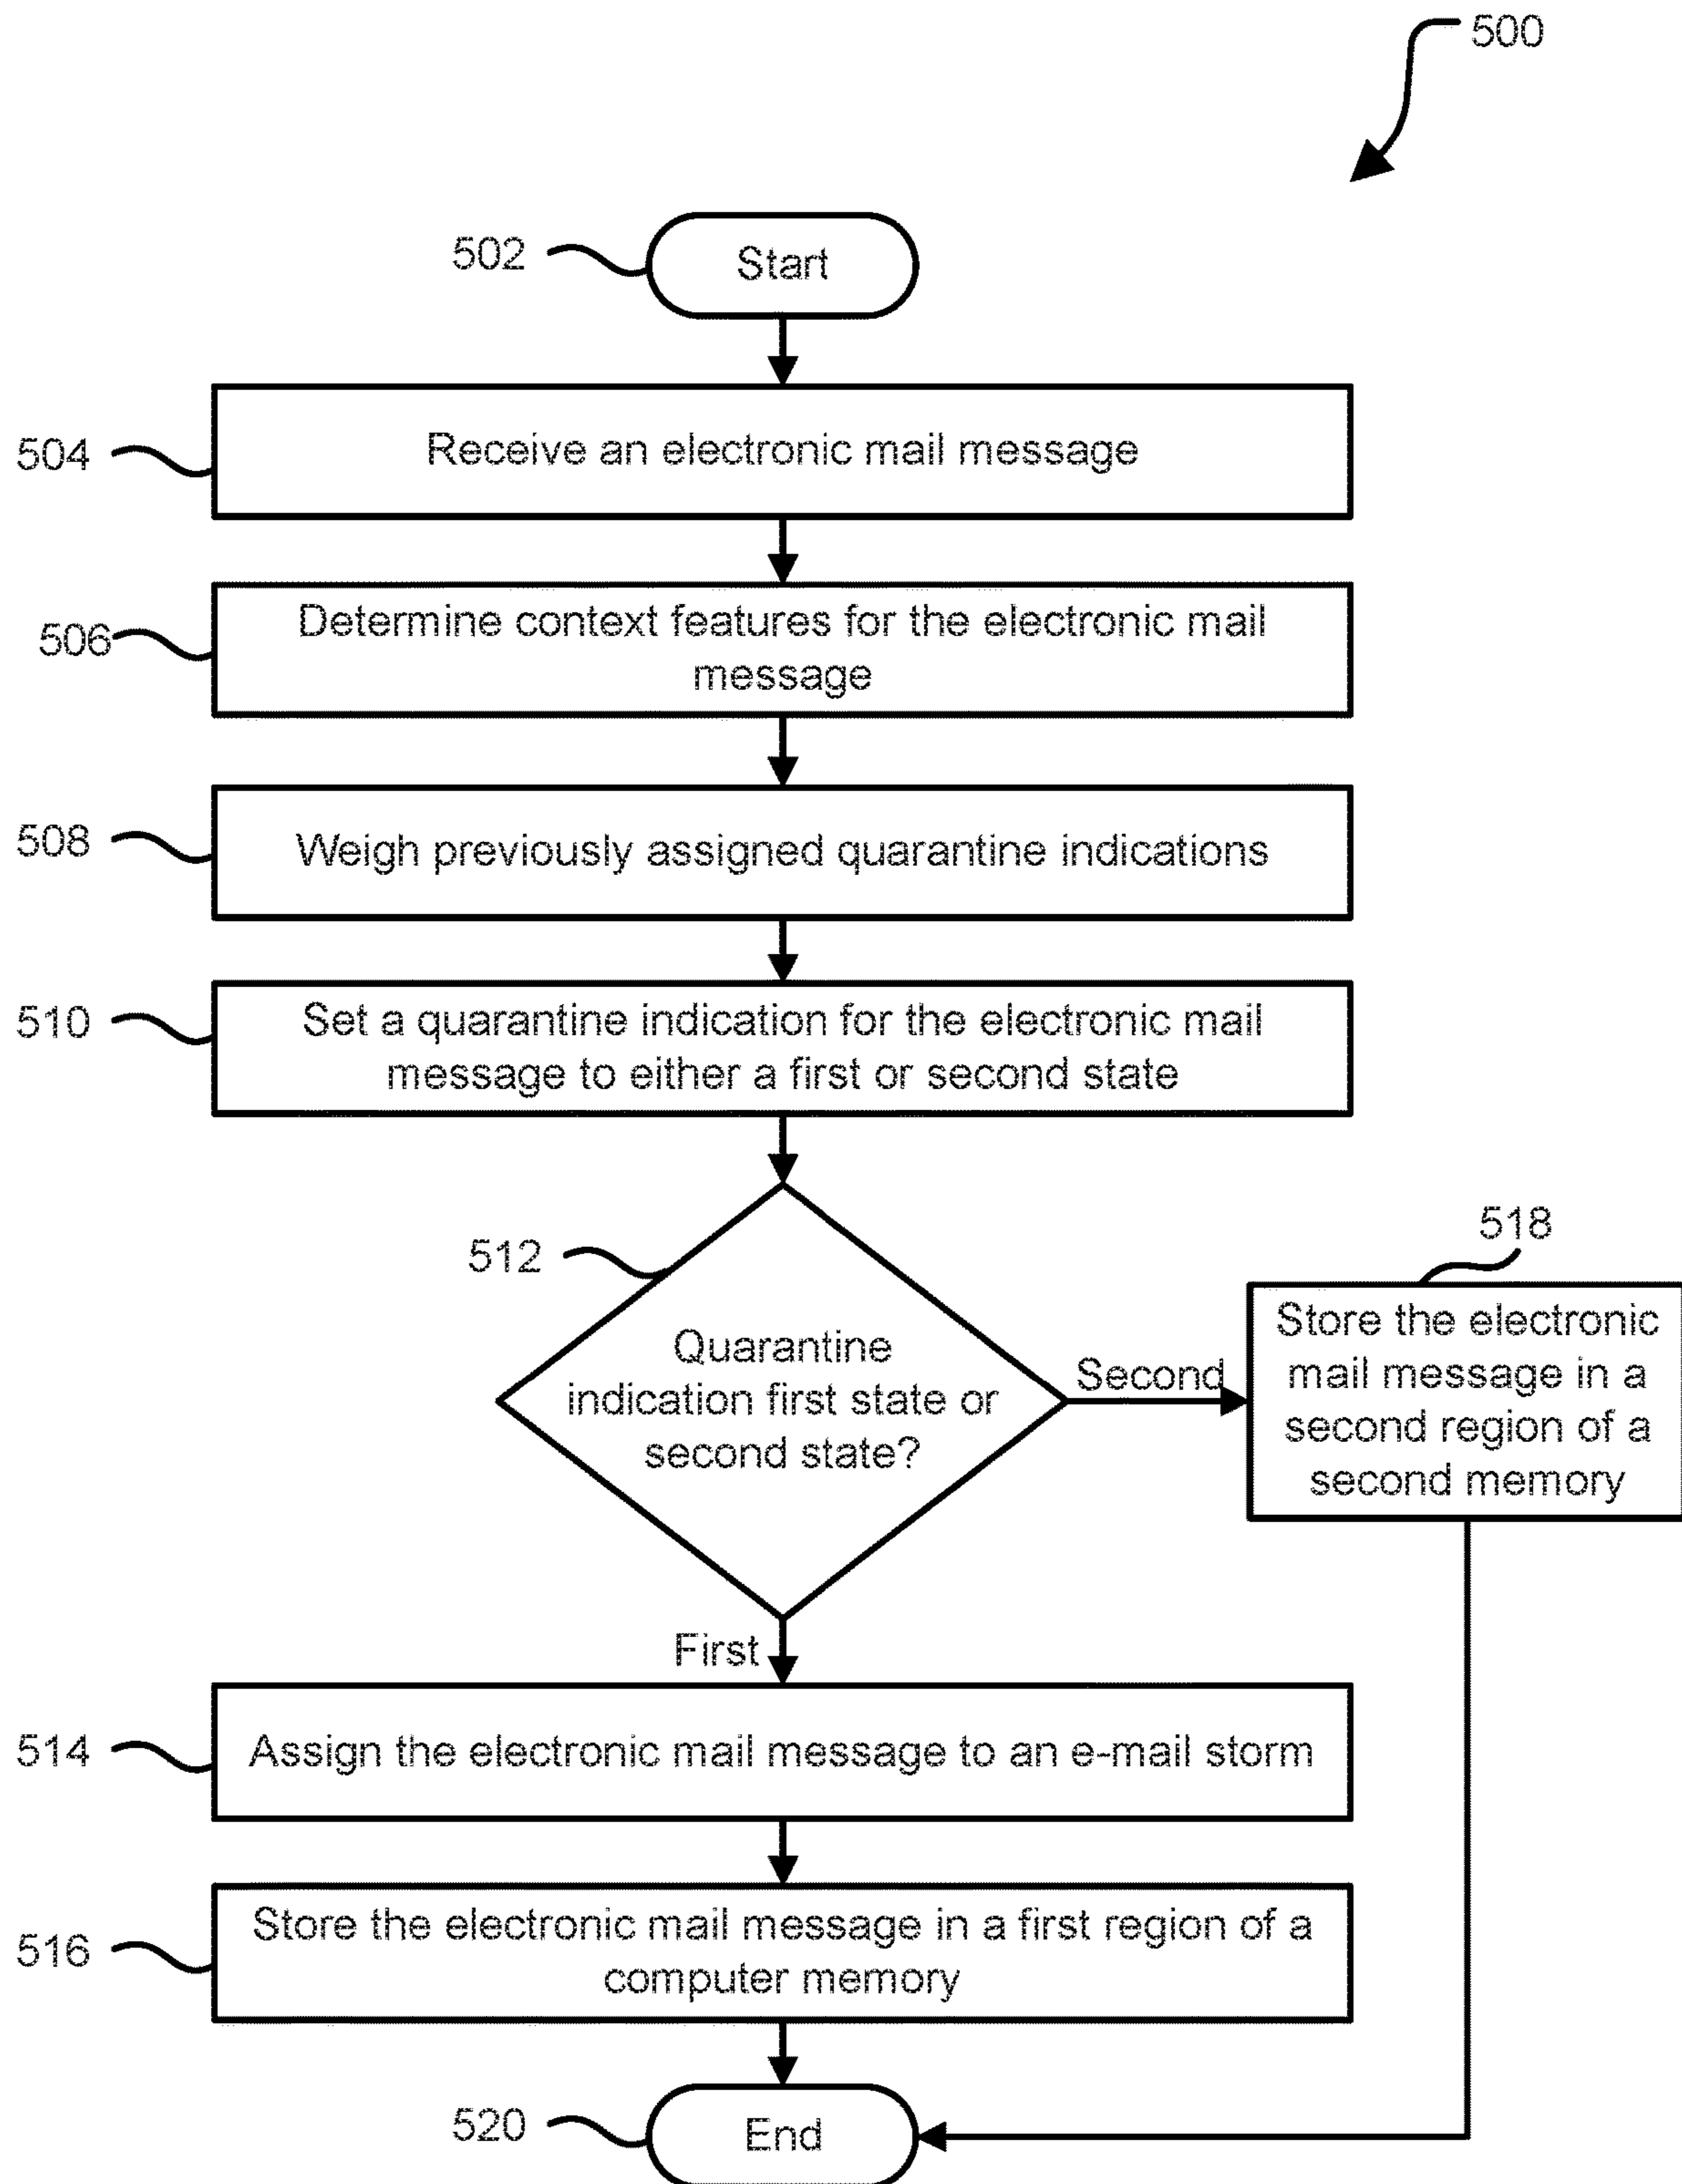 500
502
Start
504
Receive an electronic mail message
506
Determine context features for the electronic mail
message
508
Weigh previously assigned quarantine indications
510
Set a quarantine indication for the electronic mail
message to either a first or second state
512
Quarantine
indication first state or
second state?
Second
518
Store the electronic
mail message in a
second region of a
second memory
First
514
Assign the electronic mail message to an e-mail storm
516
Store the electronic mail message in a first region of a
computer memory
520
End